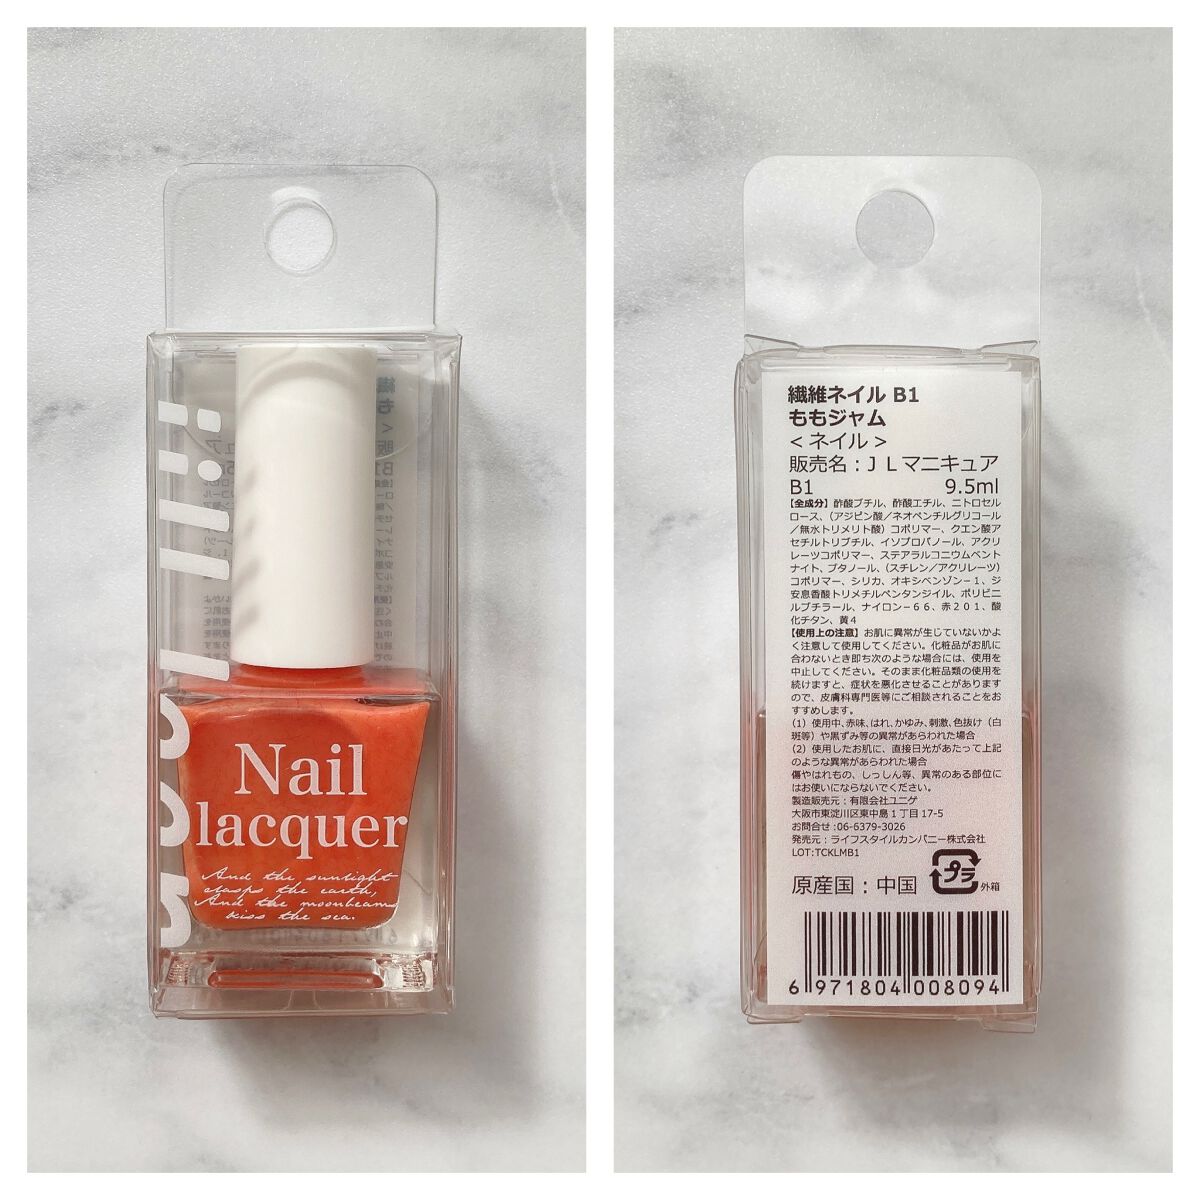 Nail
lacquer
And the sunlight
clasps the earth,
And the moonbeams
kiss the sea.
繊維ネイル B1
ももジャム
< ネイル >
販売名：ＪＬマニキュア
B1 9.5ml
【全成分】酢酸ブチル、酢酸エチル、ニトロセル
ロース、（アジピン酸／ネオペンチルグリコール
／無水トリメリト酸）コポリマー、クエン酸ア
セチルトリブチル、イソプロパノール、アクリ
レーツコポリマー、ステアラルコニウムベント
ナイト、ブタノール、（スチレン／アクリレーツ）
コポリマー、シリカ、オキシベンゾン－１、ジ
安息香酸トリメチルペンタンジイル、ポリビニ
ルブチラール、ナイロン－６６、赤２０１、酸
化チタン、黄４
【使用上の注意】お肌に異常が生じていないかよ
く注意して使用してください。化粧品がお肌に
合わないとき即ち次のような場合には、使用を
中止してください。そのまま化粧品類の使用を
続けますと、症状を悪化させることがあります
ので、皮膚科専門医等にご相談されることをお
すすめします。
（1）使用中、赤味、はれ、かゆみ、刺激、色抜け（白
斑等）や黒ずみ等の異常があらわれた場合
（2）使用したお肌に、直接日光があたって上記
のような異常があらわれた場合
傷やはれもの、しっしん等、異常のある部位に
はお使いにならないでください。
製造販売元：有限会社ユニゲ
大阪市東淀川区東中島１丁目 17-5
お問合せ:06-6379-3026
発売元：ライフスタイルカンパニー株式会社
LOT:TCKLMB1
原産国：中国 プラ 外箱
6 971804 008094